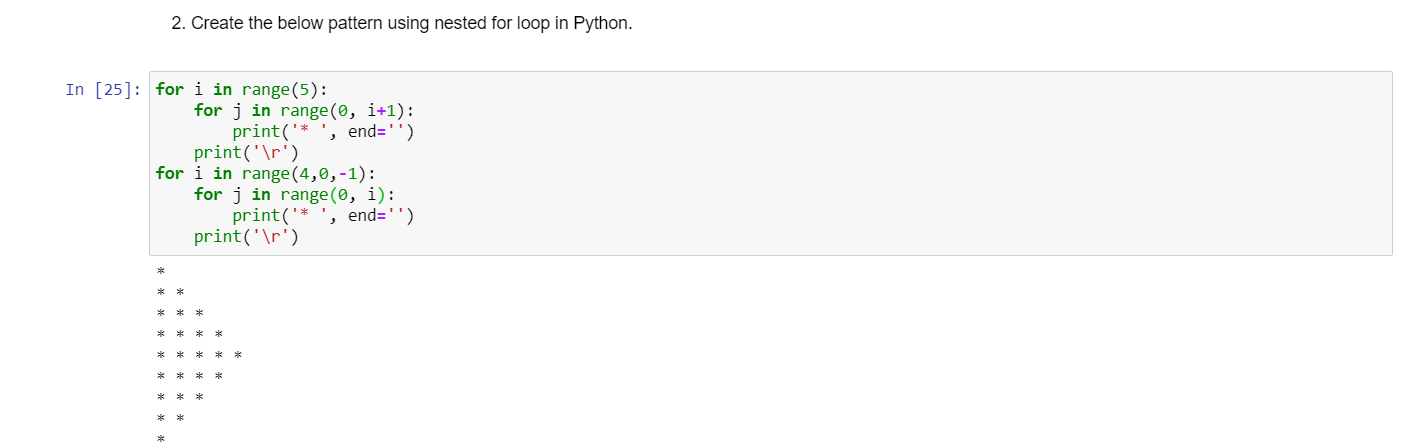 2. Create the below pattern using nested for loop in Python.
In [25]: for i in range(5):
    for j in range(0, i+1):
        print('* ', end='')
    print('\r')
for i in range(4,0,-1):
    for j in range(0, i):
        print('* ', end='')
    print('\r')
*
* *
* * *
* * * *
* * * * *
* * * *
* * *
* *
*